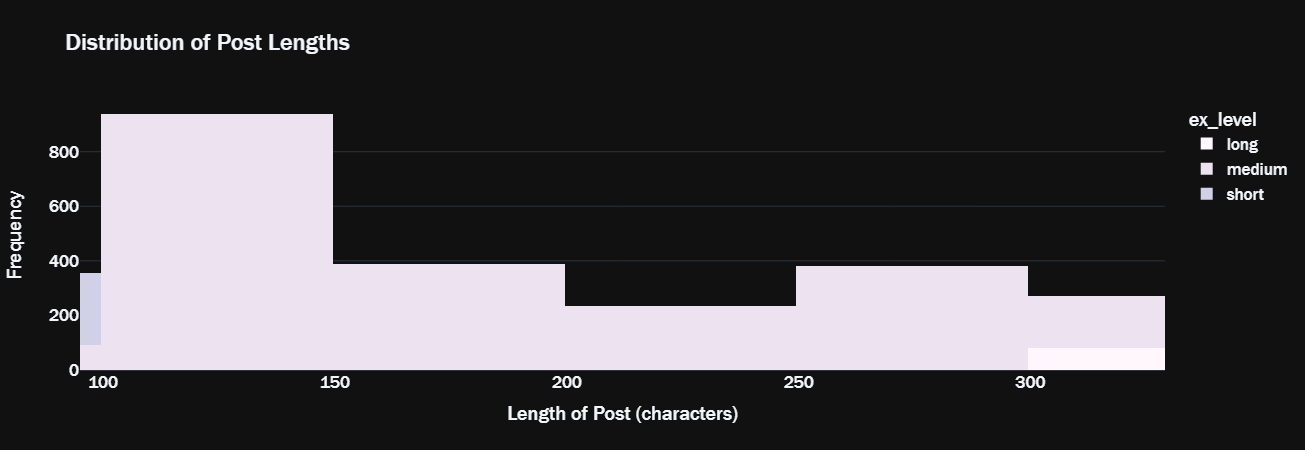 Distribution of Post Lengths
ex_level
long
medium
short
Frequency
800
600
400
200
0
100 150 200 250 300
Length of Post (characters)